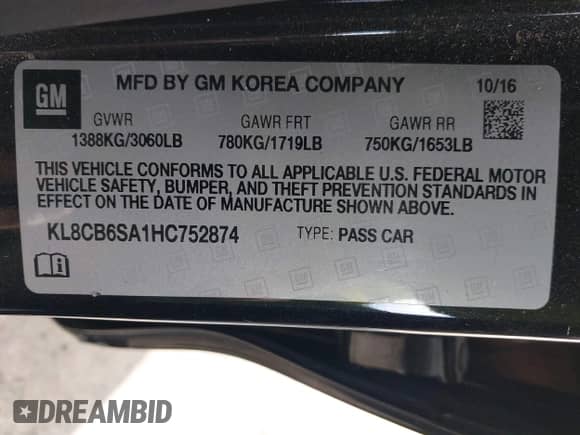 GM
MFD BY GM KOREA COMPANY 10/16
GVWR GAWR FRT GAWR RR
1388KG/3060LB 780KG/1719LB 750KG/1653LB
THIS VEHICLE CONFORMS TO ALL APPLICABLE U.S. FEDERAL MOTOR
VEHICLE SAFETY, BUMPER, AND THEFT PREVENTION STANDARDS IN
EFFECT ON THE DATE OF MANUFACTURE SHOWN ABOVE.
KL8CB6SA1HC752874 TYPE: PASS CAR
DREAMBID